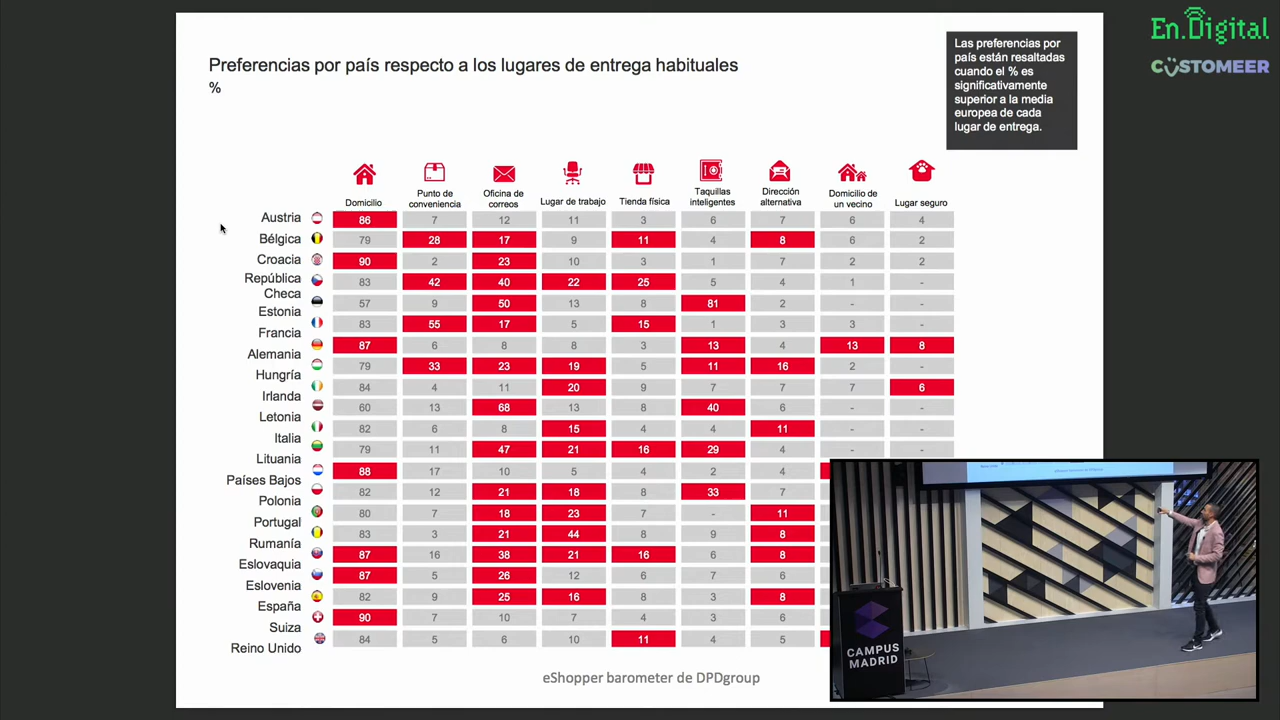 En.Digital
CUSTOMEER
Las preferencias por
país están resaltadas
cuando el % es
significativamente
superior a la media
europea de cada
lugar de entrega.
Preferencias por país respecto a los lugares de entrega habituales
%
Domicilio Punto de conveniencia Oficina de correos Lugar de trabajo Tienda física Taquillas inteligentes Dirección alternativa Domicilio de un vecino Lugar seguro
Austria 86 7 12 11 3 6 7 6 4
Bélgica 79 28 17 9 11 4 8 6 2
Croacia 90 2 23 10 3 1 7 2 2
República Checa 83 42 40 22 25 5 4 1 -
Estonia 57 9 50 13 8 81 2 - -
Francia 83 55 17 5 15 1 3 3 -
Alemania 87 6 8 8 3 13 4 13 8
Hungría 79 33 23 19 5 11 16 2 -
Irlanda 84 4 11 20 9 7 7 7 6
Letonia 60 13 68 13 8 40 6 - -
Italia 82 6 8 15 4 4 11 - -
Lituania 79 11 47 21 16 29 4 - -
Países Bajos 88 17 10 5 4 2 4
Polonia 82 12 21 18 8 33 7
Portugal 80 7 18 23 7 - 11
Rumanía 83 3 21 44 8 9 8
Eslovaquia 87 16 38 21 16 6 8
Eslovenia 87 5 26 12 6 7 6
España 82 9 25 16 8 3 8
Suiza 90 7 10 7 4 3 6
Reino Unido 84 5 6 10 11 4 5
eShopper barometer de DPDgroup
CAMPUS
MADRID